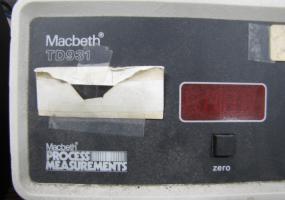 Macbeth®
TD931
Macbeth®
PROCESS
MEASUREMENTS
zero